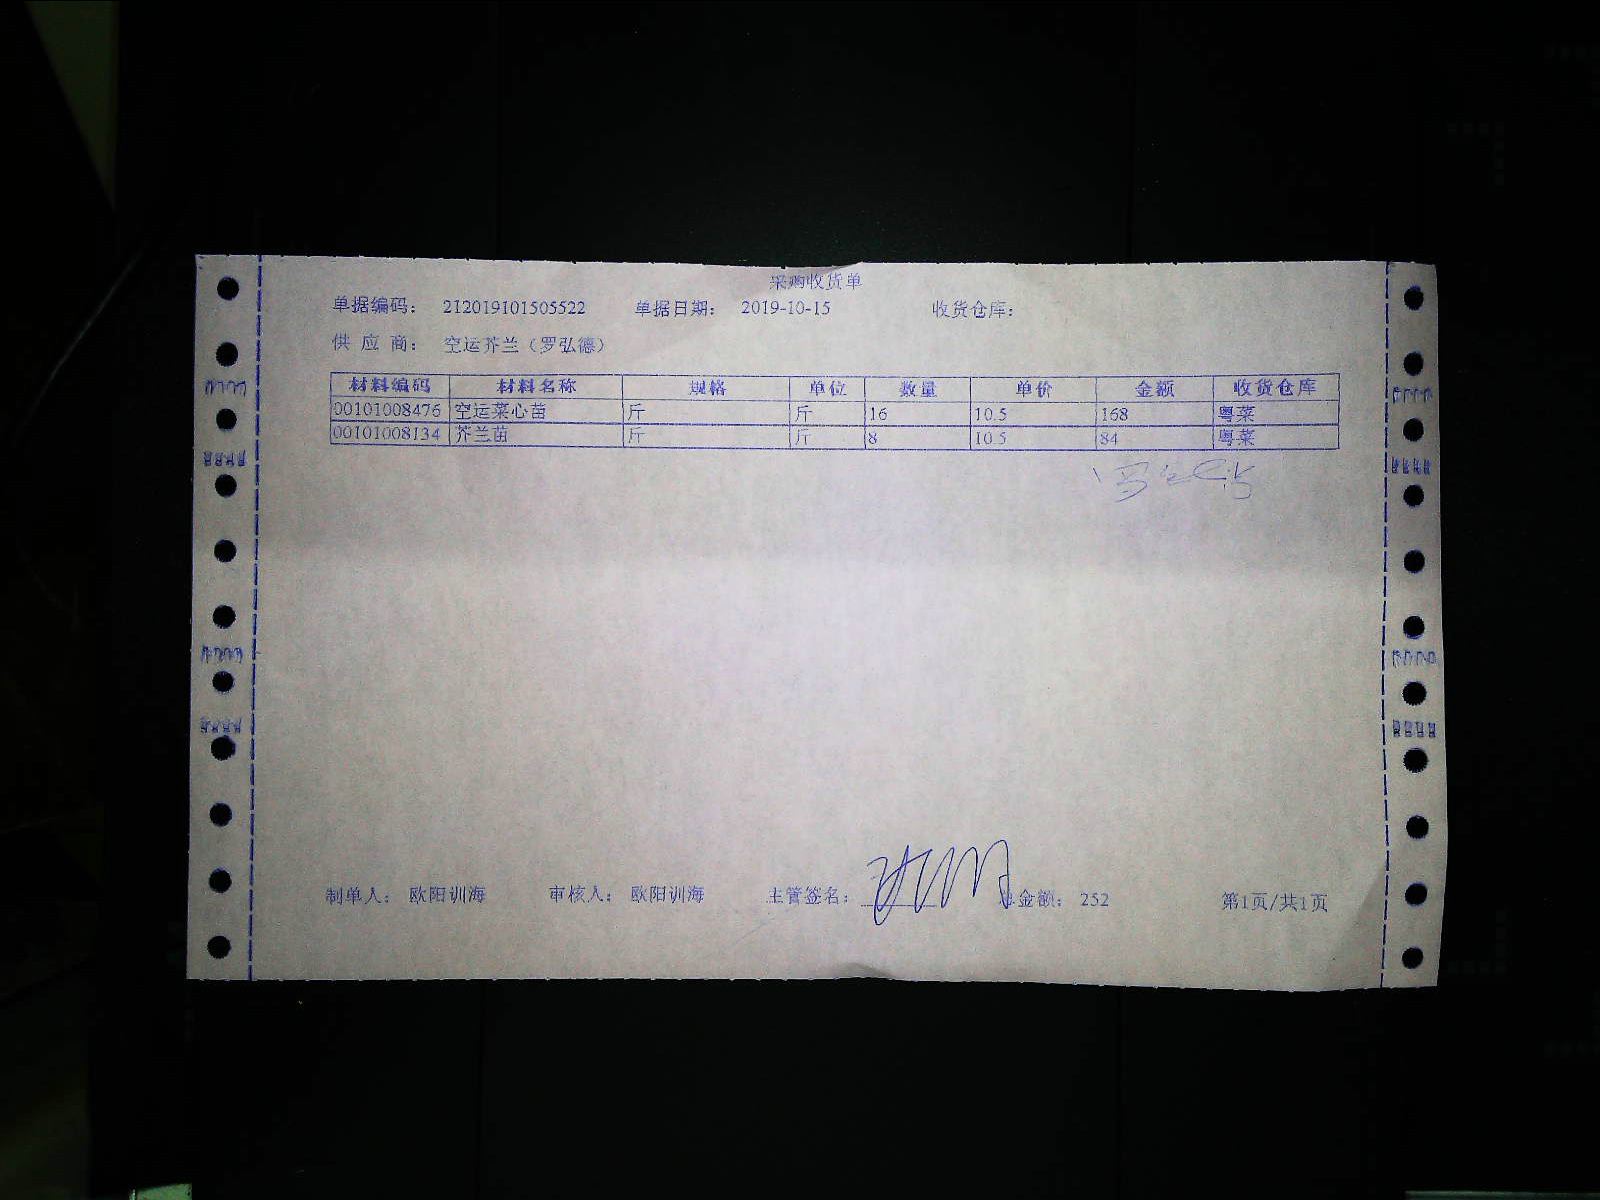 采购收货单
单据编码： 212019101505522 单据日期： 2019-10-15 收货仓库：
供 应 商： 空运芥兰（罗弘德）
材料编码 材料名称 规格 单位 数量 单价 金额 收货仓库
00101008476 空运菜心苗 斤 斤 16 10.5 168 粤菜
00101008134 芥兰苗 斤 斤 8 10.5 84 粤菜
制单人： 欧阳训海 审核人： 欧阳训海 主管签名： 总金额： 252 第1页/共1页